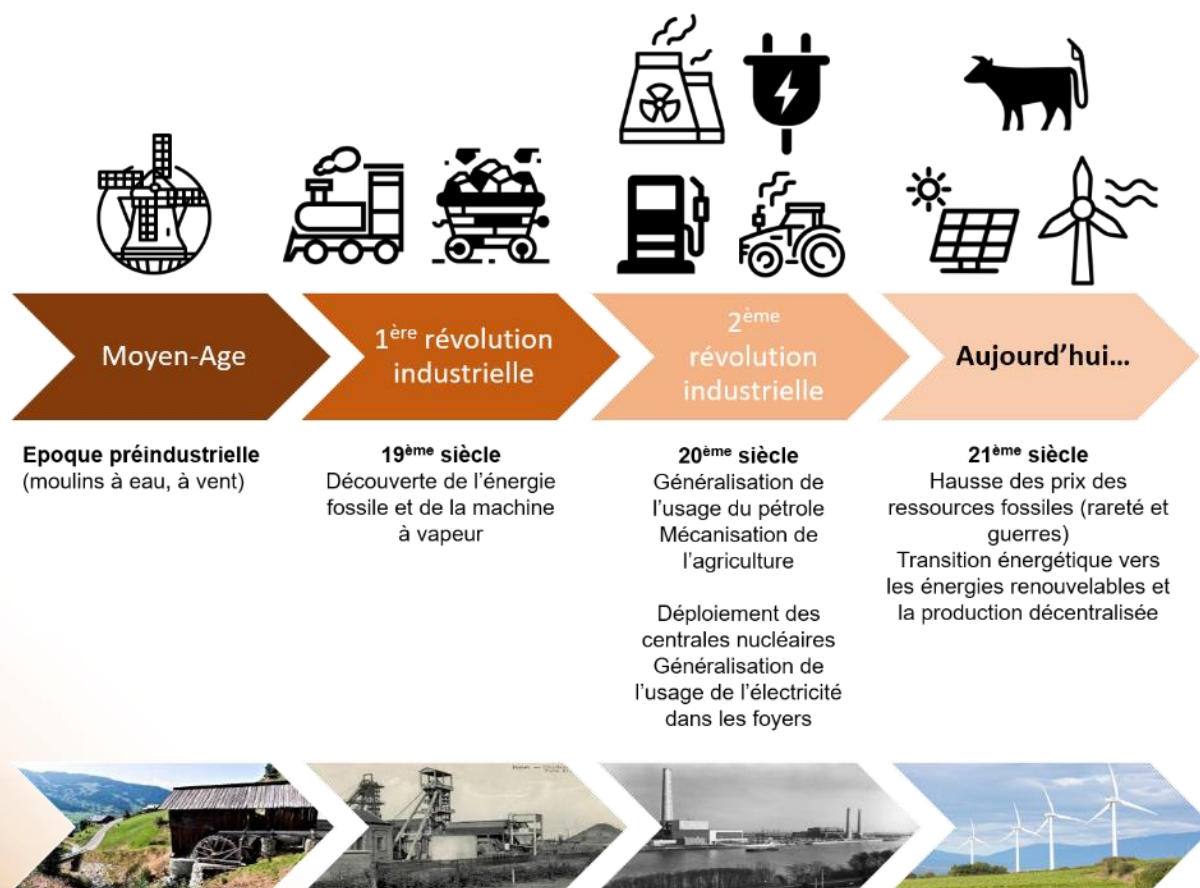 Moyen-Age
1ère révolution
industrielle
2ème
révolution
industrielle
Aujourd’hui…
Epoque préindustrielle
(moulins à eau, à vent)
19ème siècle
Découverte de l’énergie
fossile et de la machine
à vapeur
20ème siècle
Généralisation de
l’usage du pétrole
Mécanisation de
l’agriculture
Déploiement des
centrales nucléaires
Généralisation de
l’usage de l’électricité
dans les foyers
21ème siècle
Hausse des prix des
ressources fossiles (rareté et
guerres)
Transition énergétique vers
les énergies renouvelables et
la production décentralisée